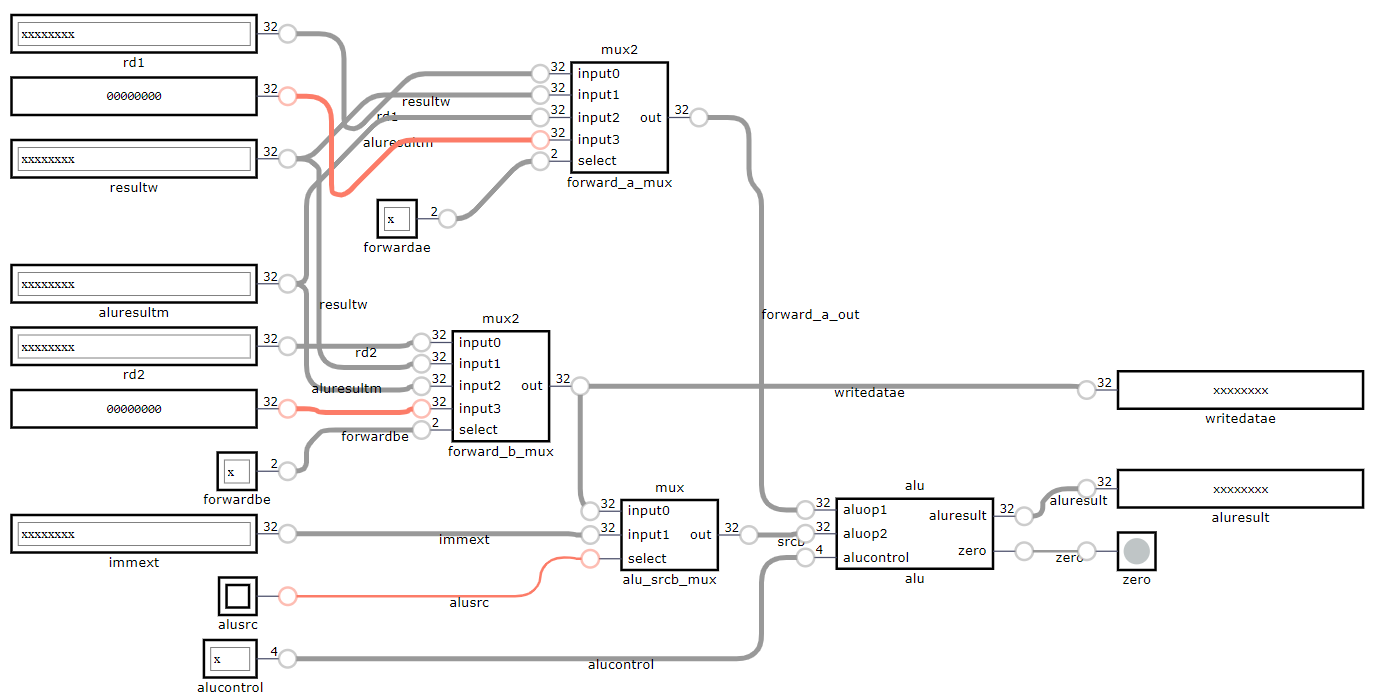 xxxxxxxx 32
rd1
00000000 32
xxxxxxxx 32
resultw
xxxxxxxx 32
aluresultm
xxxxxxxx 32
rd2
00000000 32
x 2
forwardbe
xxxxxxxx 32
immext
alusrc
x 4
alucontrol
resultw
rd1
aluresultm
x 2
forwardae
mux2
32 input0
32 input1
32 input2 out 32
32 input3
2 select
forward_a_mux
resultw
rd2
aluresultm
forwardbe
mux2
32 input0
32 input1
32 input2 out 32
32 input3
2 select
forward_b_mux
forward_a_out
writedatae
immext
alusrc
alucontrol
mux
32 input0
32 input1 out 32
select
alu_srcb_mux
srcb
alu
32 aluop1 aluresult 32
32 aluop2
4 alucontrol zero
alu
aluresult
zero
32 xxxxxxxx
writedatae
32 xxxxxxxx
aluresult
zero